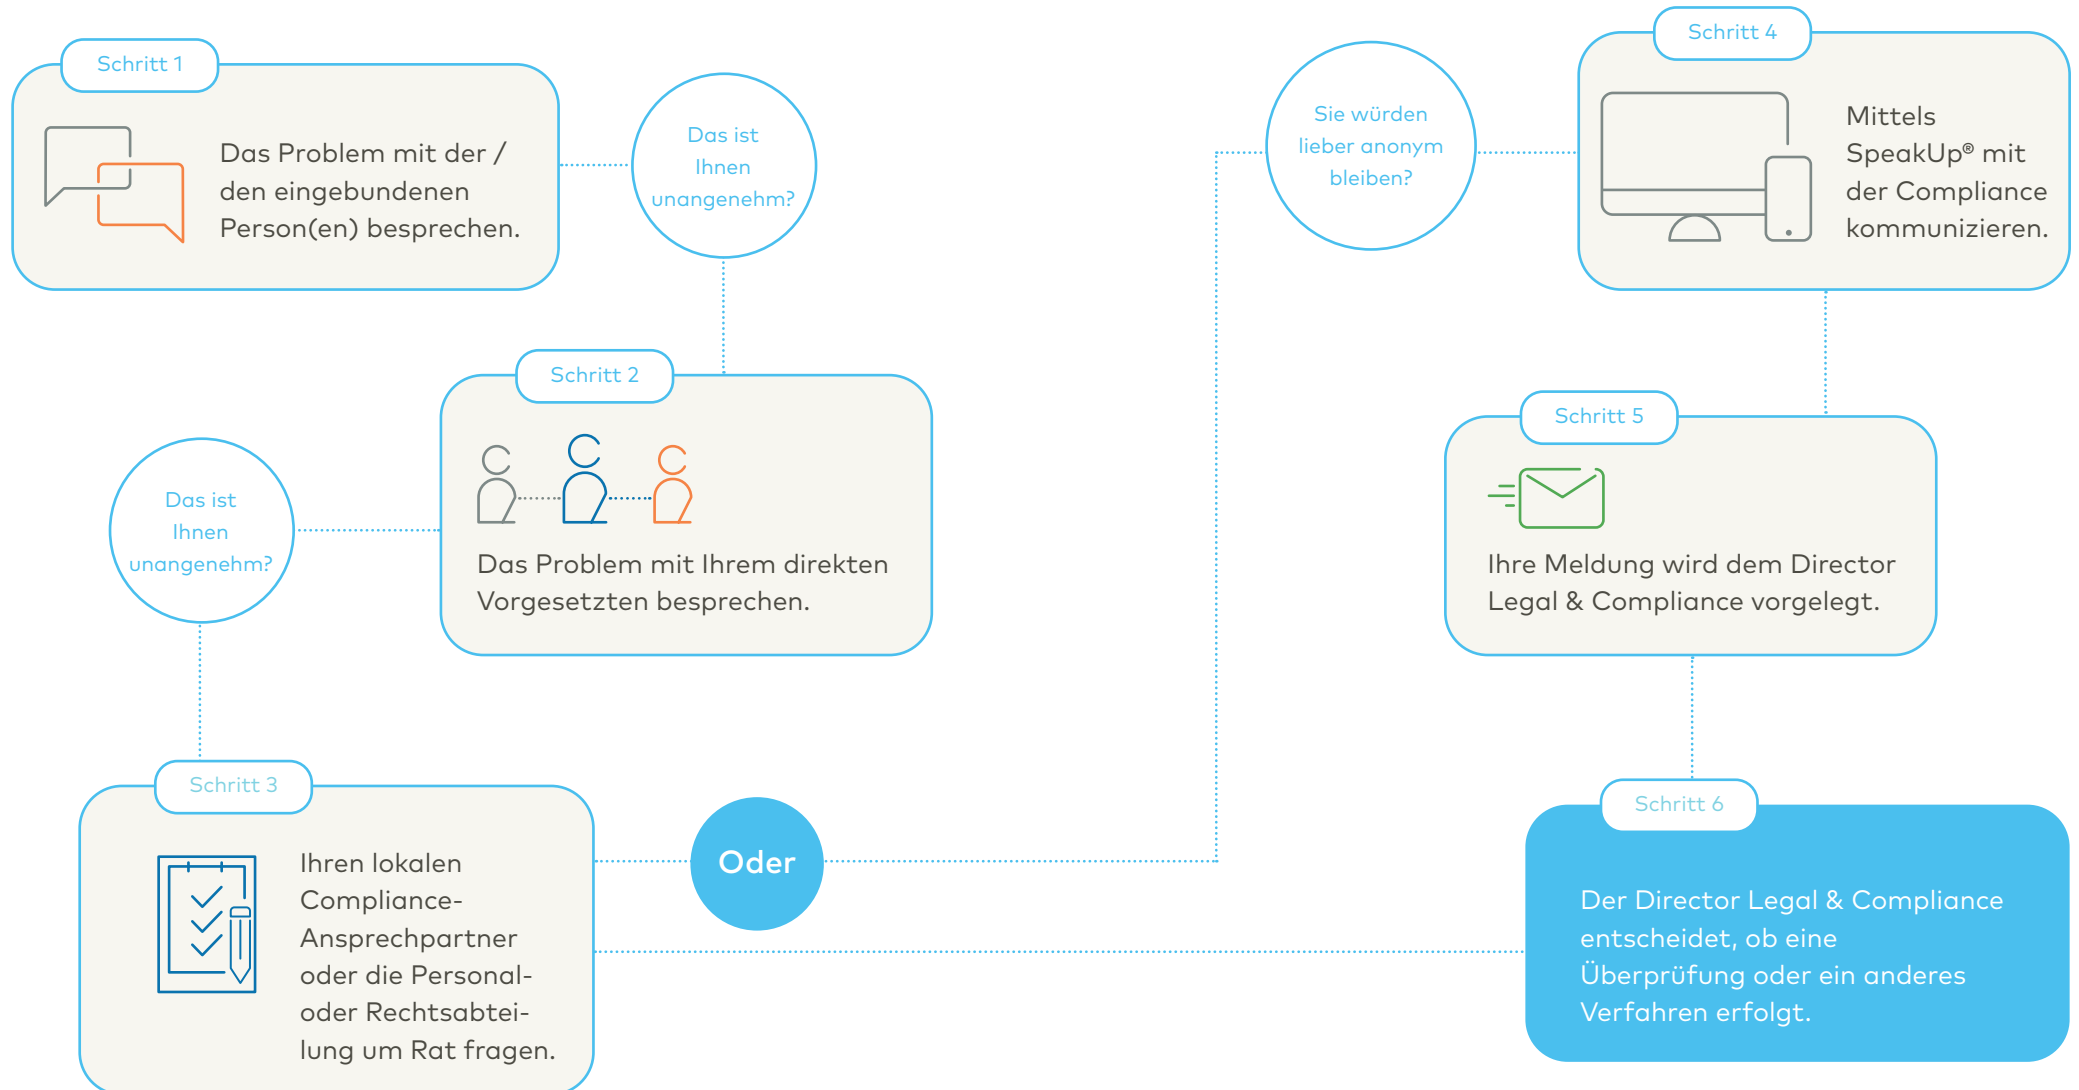 Schritt 1
Das Problem mit der /
den eingebundenen
Person(en) besprechen.
Das ist
Ihnen
unangenehm?
Schritt 2
Das Problem mit Ihrem direkten
Vorgesetzten besprechen.
Das ist
Ihnen
unangenehm?
Schritt 3
Ihren lokalen
Compliance-
Ansprechpartner
oder die Personal-
oder Rechtsabtei-
lung um Rat fragen.
Oder
Sie würden
lieber anonym
bleiben?
Schritt 4
Mittels
SpeakUp® mit
der Compliance
kommunizieren.
Schritt 5
Ihre Meldung wird dem Director
Legal & Compliance vorgelegt.
Schritt 6
Der Director Legal & Compliance
entscheidet, ob eine
Überprüfung oder ein anderes
Verfahren erfolgt.